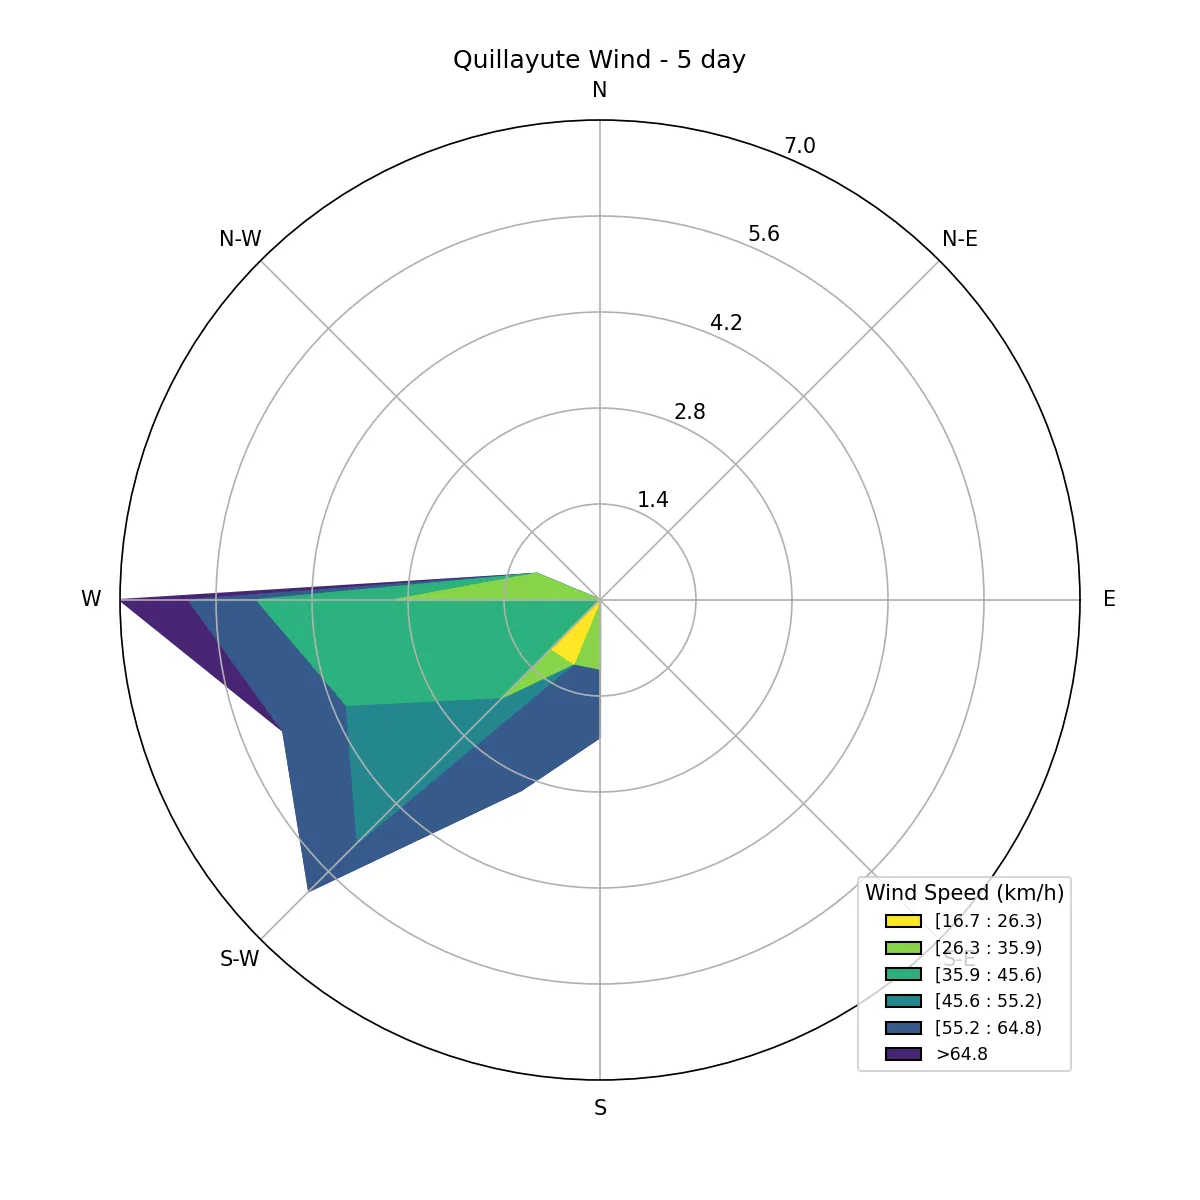 Quillayute Wind - 5 day
N
7.0
N-W
5.6
N-E
4.2
2.8
1.4
W
E
Wind Speed (km/h)
[16.7 : 26.3)
[26.3 : 35.9)
S-W
S-E
[35.9 : 45.6)
[45.6 : 55.2)
[55.2 : 64.8)
>64.8
S